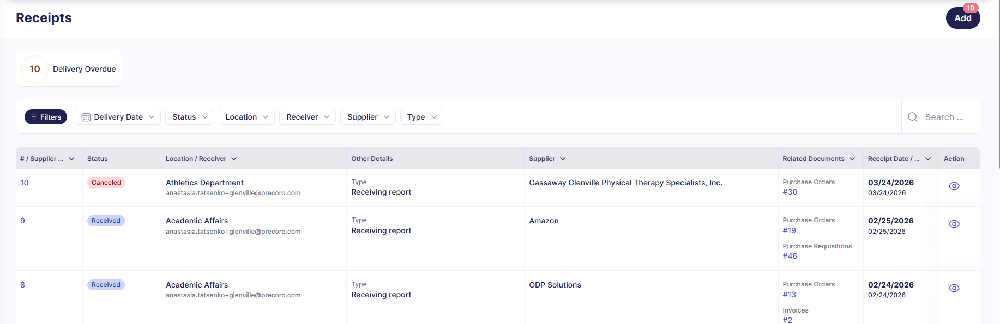 Receipts
10
Add
10 Delivery Overdue
Filters Delivery Date Status Location Receiver Supplier Type Search ...
# / Supplier ... Status Location / Receiver Other Details Supplier Related Documents Receipt Date / ... Action
10 Canceled Athletics Department Type Gassaway Glenville Physical Therapy Specialists, Inc. Purchase Orders 03/24/2026
anastasia.tatsenko+glenville@precoro.com Receiving report #30 03/24/2026
9 Received Academic Affairs Type Amazon Purchase Orders 02/25/2026
anastasia.tatsenko+glenville@precoro.com Receiving report #19 02/25/2026
Purchase Requisitions
#46
8 Received Academic Affairs Type ODP Solutions Purchase Orders 02/24/2026
anastasia.tatsenko+glenville@precoro.com Receiving report #13 02/24/2026
Invoices
#2